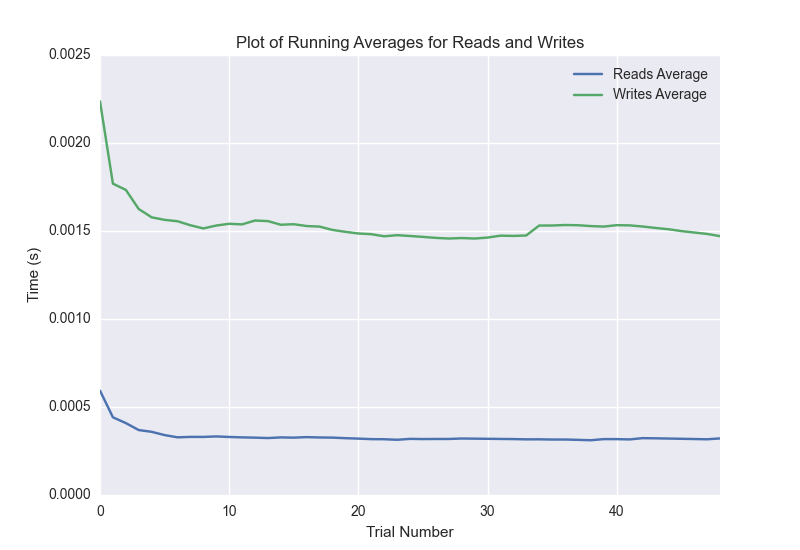 Plot of Running Averages for Reads and Writes
0.0025
0.0020
0.0015
0.0010
0.0005
0.0000
Time (s)
Reads Average
Writes Average
0
10
20
30
40
Trial Number